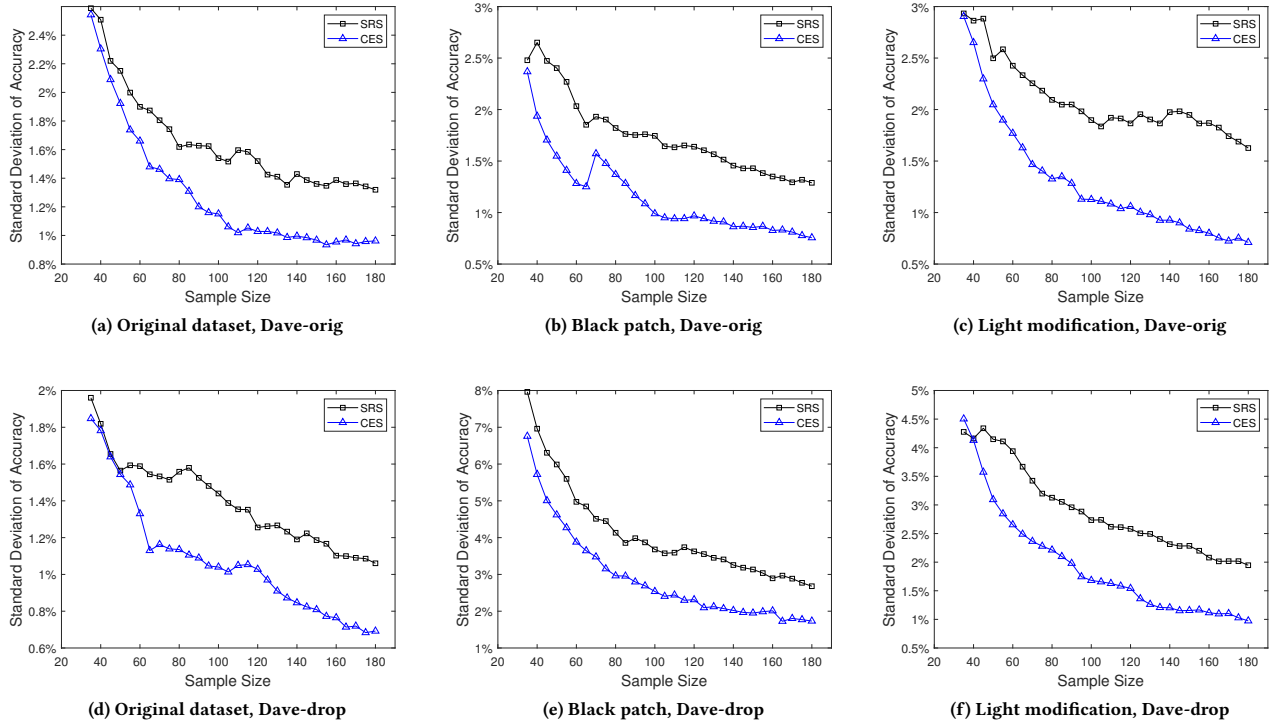 Standard Deviation of Accuracy
2.4%
2.2%
2%
1.8%
1.6%
1.4%
1.2%
1%
0.8%
SRS
CES
20 40 60 80 100 120 140 160 180
Sample Size
(a) Original dataset, Dave-orig
Standard Deviation of Accuracy
3%
2.5%
2%
1.5%
1%
0.5%
SRS
CES
20 40 60 80 100 120 140 160 180
Sample Size
(b) Black patch, Dave-orig
Standard Deviation of Accuracy
3%
2.5%
2%
1.5%
1%
0.5%
SRS
CES
20 40 60 80 100 120 140 160 180
Sample Size
(c) Light modification, Dave-orig
Standard Deviation of Accuracy
2%
1.8%
1.6%
1.4%
1.2%
1%
0.8%
0.6%
SRS
CES
20 40 60 80 100 120 140 160 180
Sample Size
(d) Original dataset, Dave-drop
Standard Deviation of Accuracy
8%
7%
6%
5%
4%
3%
2%
1%
SRS
CES
20 40 60 80 100 120 140 160 180
Sample Size
(e) Black patch, Dave-drop
Standard Deviation of Accuracy
5%
4.5%
4%
3.5%
3%
2.5%
2%
1.5%
1%
0.5%
SRS
CES
20 40 60 80 100 120 140 160 180
Sample Size
(f) Light modification, Dave-drop